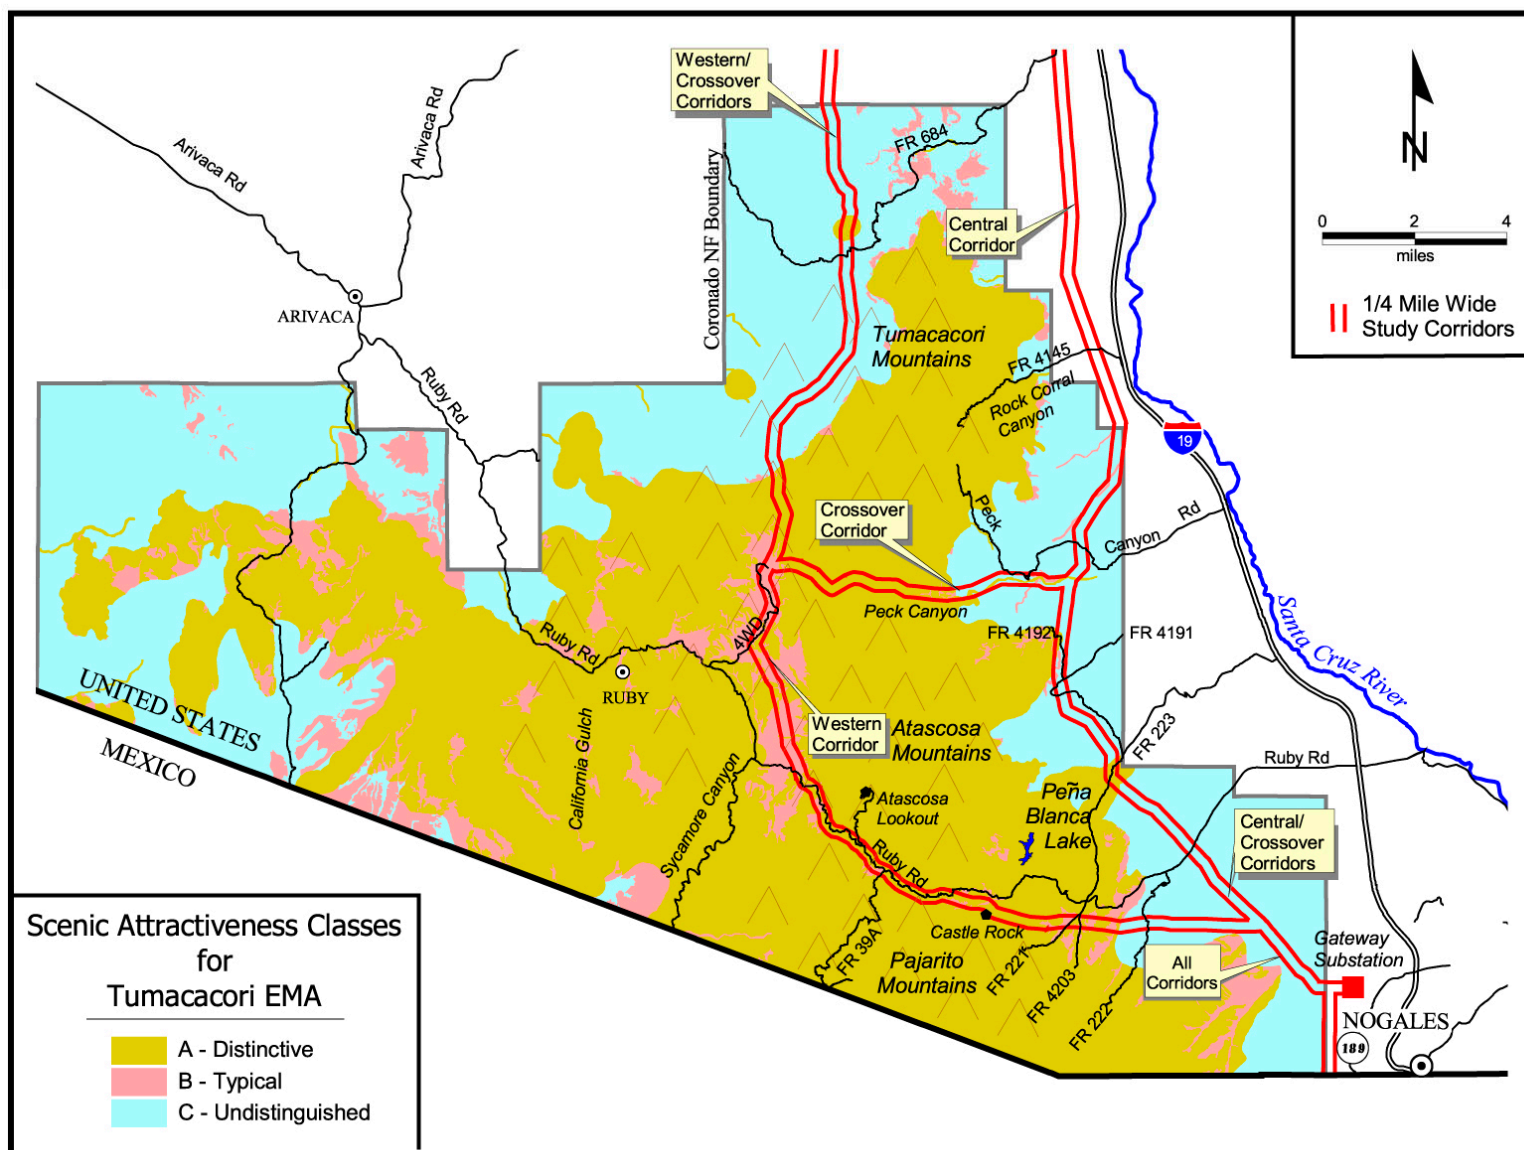 Western/
Crossover
Corridors
FR 684
Arivaca Rd
Arivaca Rd
Coronado NF Boundary
Central
Corridor
N
0 2 4
miles
1/4 Mile Wide
Study Corridors
ARIVACA
Tumacacori
Mountains
FR 4145
Rock Corral
Canyon
Ruby Rd
19
Crossover
Corridor
Peck
Canyon
Rd
Peck Canyon
Santa Cruz River
4WD
FR 4192
FR 4191
Ruby Rd
RUBY
UNITED STATES
MEXICO
California Gulch
Sycamore Canyon
Western
Corridor
Atascosa
Mountains
FR 223
Ruby Rd
Atascosa
Lookout
Peña
Blanca
Lake
Ruby Rd
Central/
Crossover
Corridors
Castle Rock
FR 39A
Pajarito
Mountains
FR 221
FR 4203
FR 222
All
Corridors
Gateway
Substation
NOGALES
189
Scenic Attractiveness Classes
for
Tumacacori EMA
A - Distinctive
B - Typical
C - Undistinguished